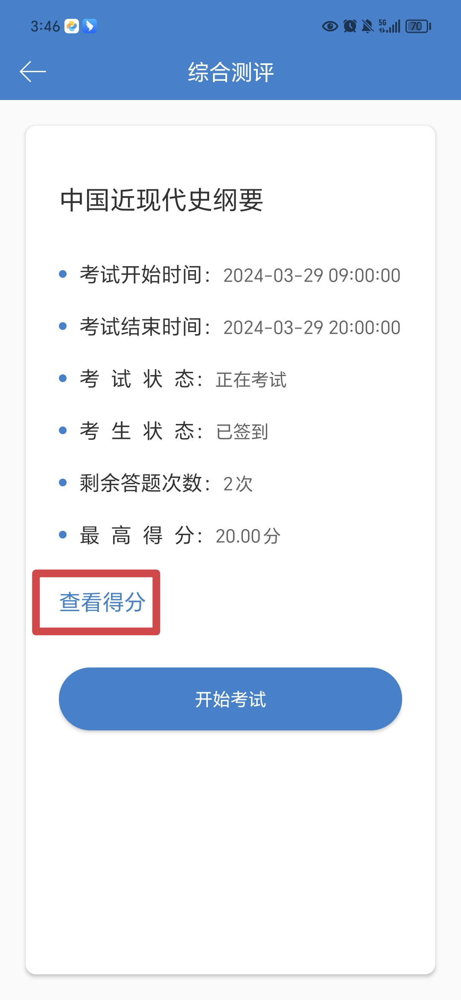 3:46
5G
70
综合测评
中国近现代史纲要
考试开始时间： 2024-03-29 09:00:00
考试结束时间： 2024-03-29 20:00:00
考 试 状 态： 正在考试
考 生 状 态： 已签到
剩余答题次数： 2次
最 高 得 分： 20.00分
查看得分
开始考试